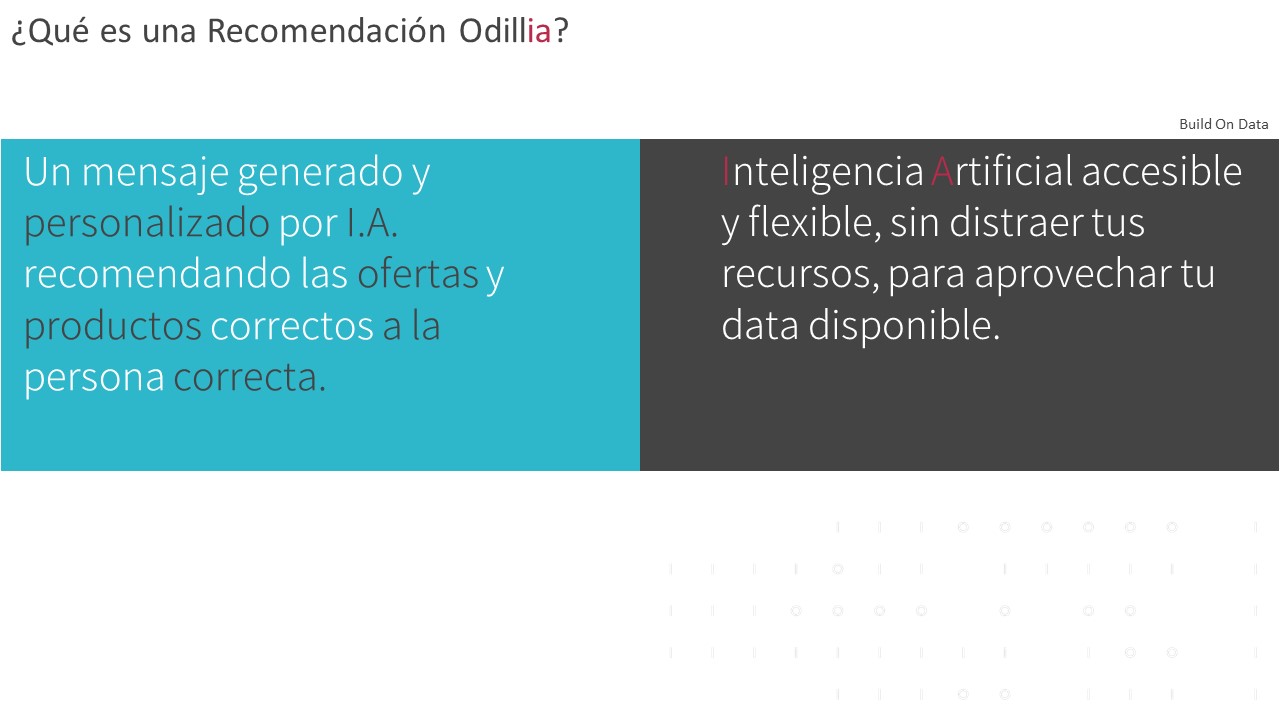 ¿Qué es una Recomendación Odillia?
Build On Data
Un mensaje generado y
personalizado por I.A.
recomendando las ofertas y
productos correctos a la
persona correcta.
Inteligencia Artificial accesible
y flexible, sin distraer tus
recursos, para aprovechar tu
data disponible.